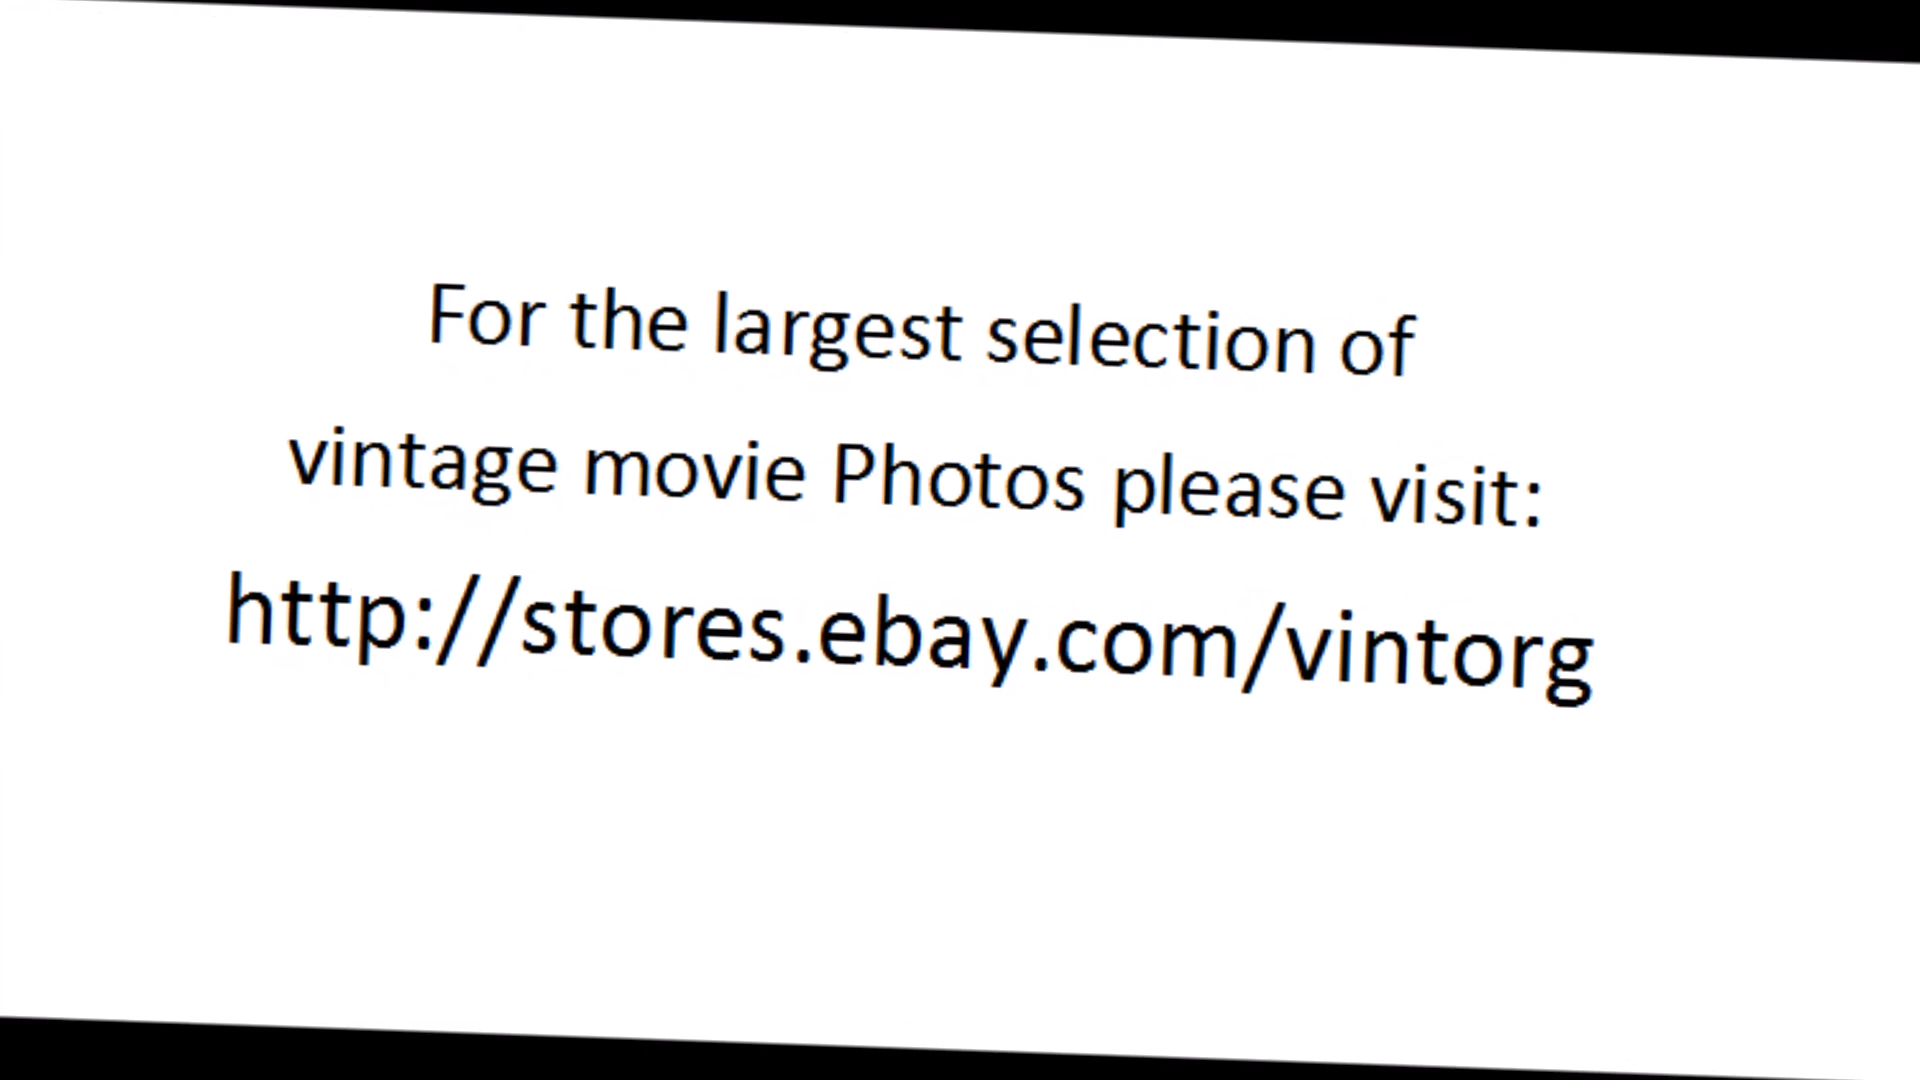 For the largest selection of
vintage movie Photos please visit:
http://stores.ebay.com/vintorg